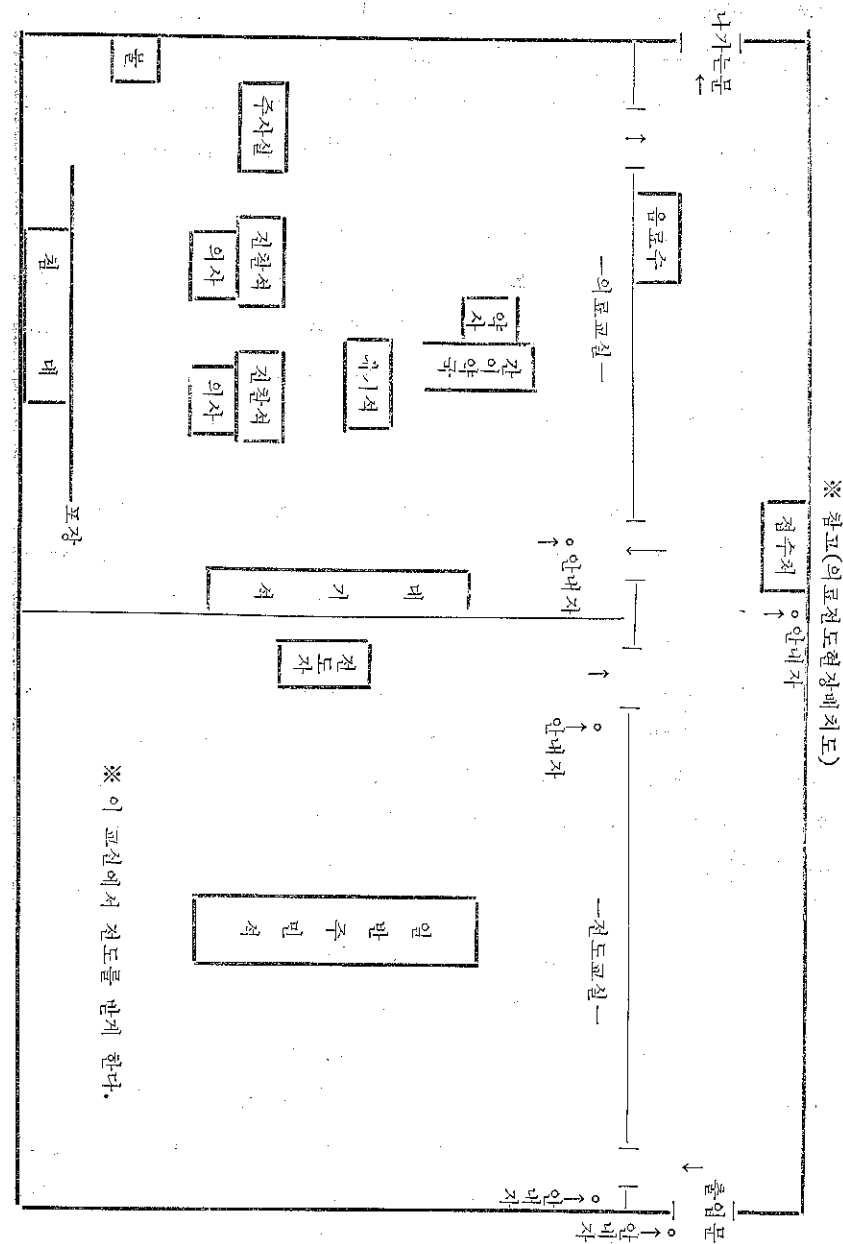 ※ 참고(의료전도현장배치도)
나가는문
출입문
접수처
안내자
음료수
—의료교실—
—전도교실—
안내자
안내자
안내자
안내자
물
주사실
진찰석
의사
진찰석
의사
약사
간이약국
대기석
침대
포장
대기석
전도자
일반주민석
※ 이 교실에서 전도를 받게 한다.